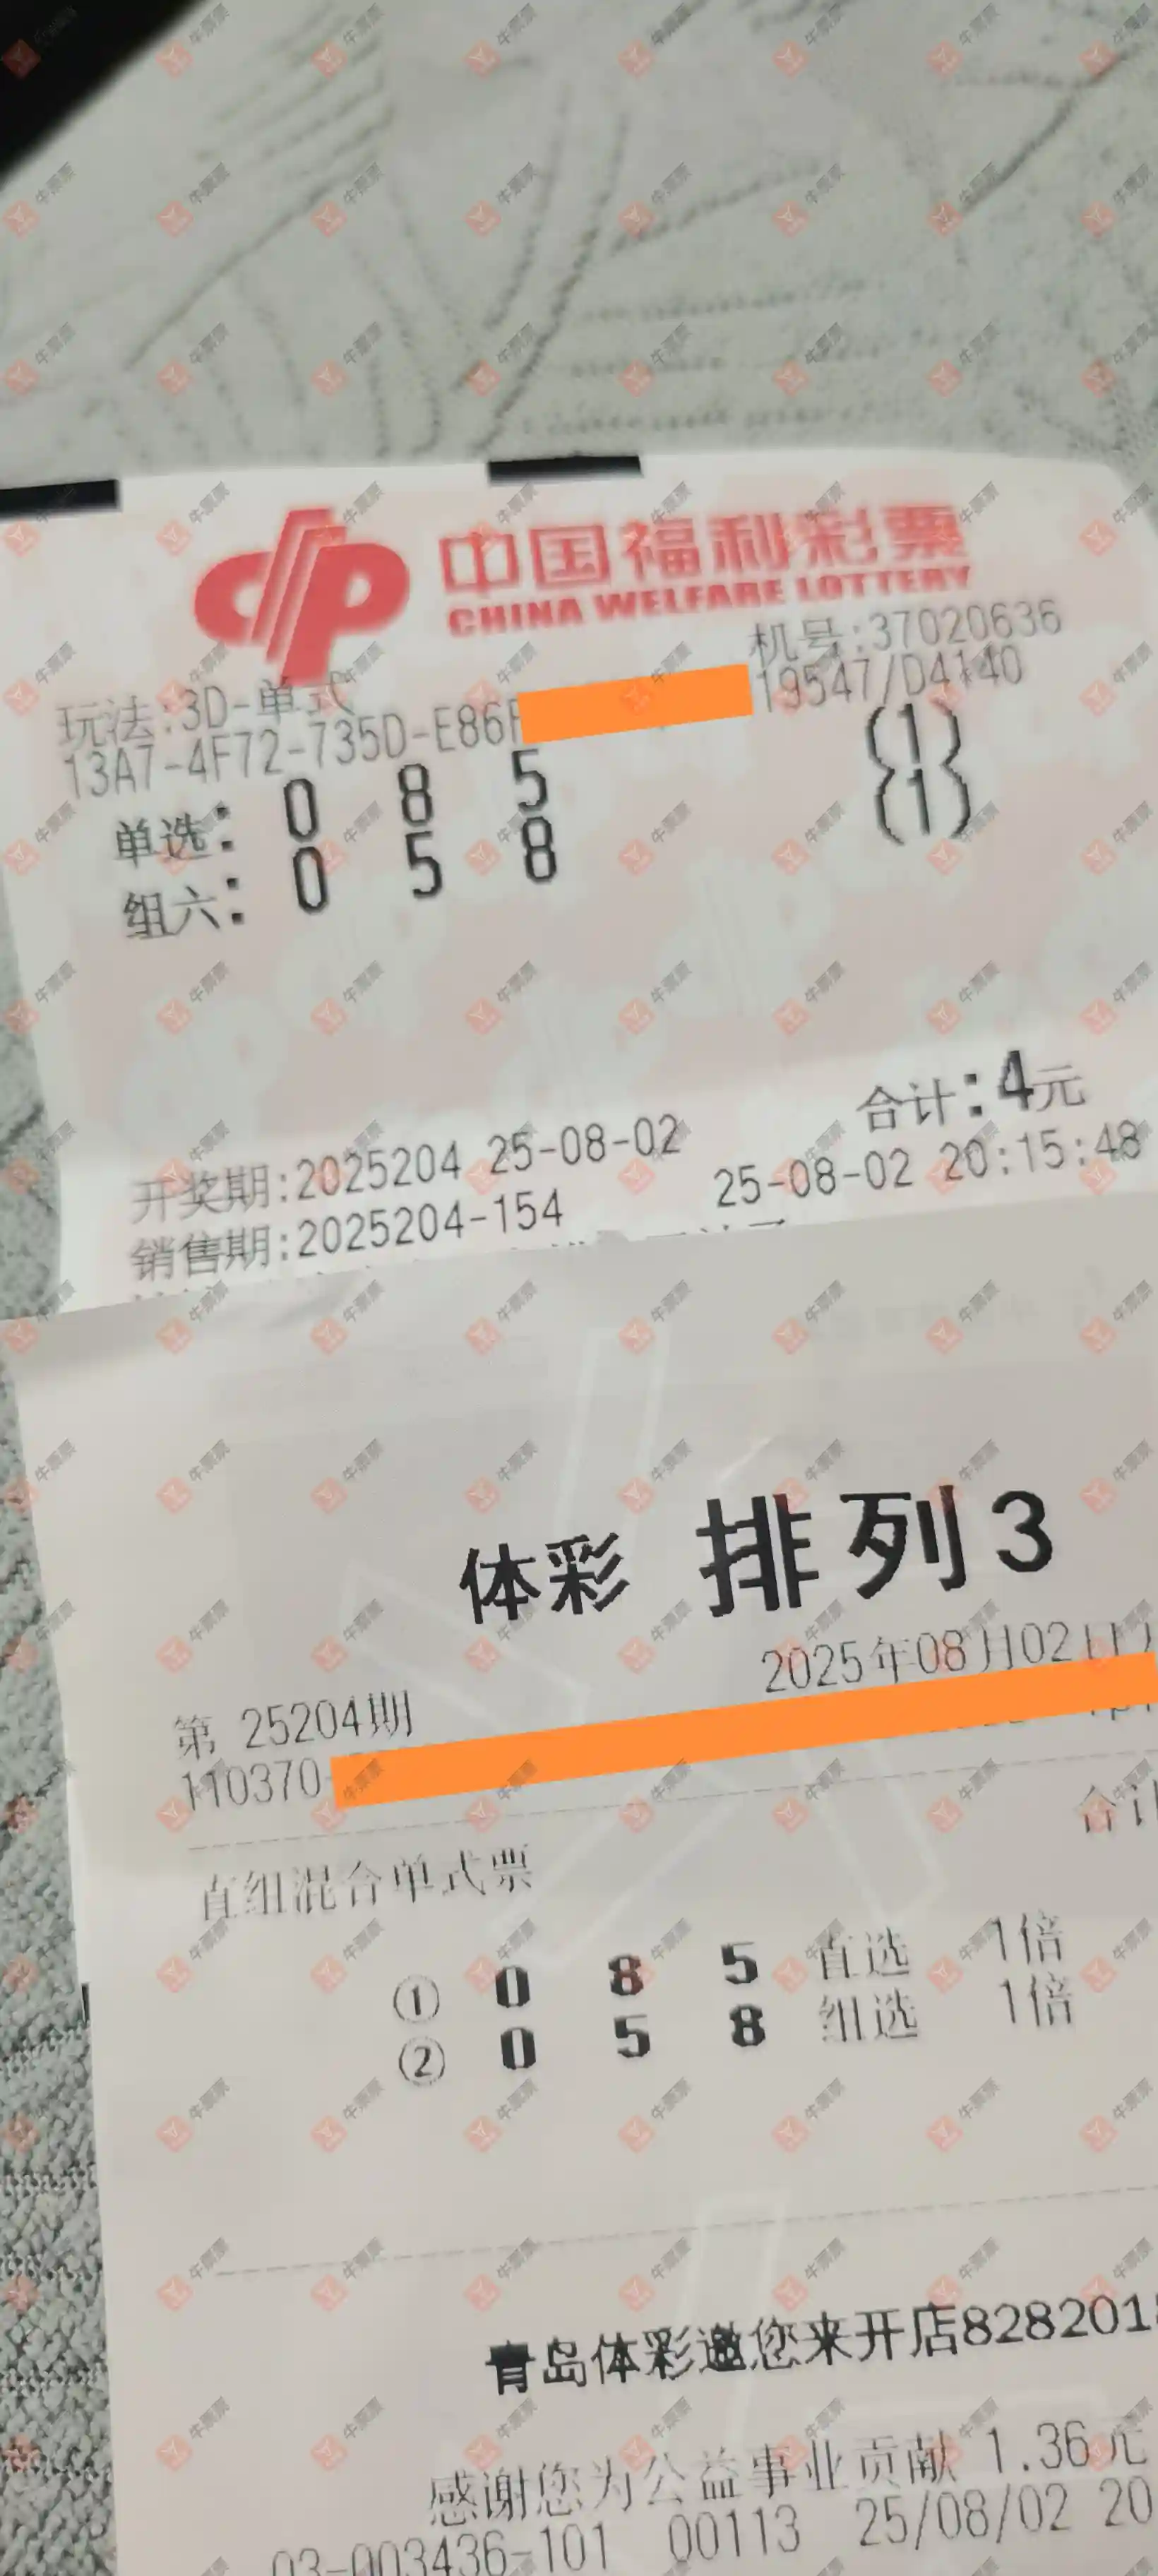 中国福利彩票
CHINA WELFARE LOTTERY
机号:37020636
玩法:3D-单式
19547/D4140
13A7-4F72-735D-E86F
单选: 0 8 5 (1)
组六: 0 5 8 (1)
合计:4元
开奖期:2025204 25-08-02
销售期:2025204-154 25-08-02 20:15:48
体彩 排列3
第 25204期 2025年08月02日
110370-
合计
直组混合单式票
① 0 8 5 直选 1倍
② 0 5 8 组选 1倍
青岛体彩邀您来开店828201
感谢您为公益事业贡献 1.36元
03-003436-101 00113 25/08/02 20
牛票票